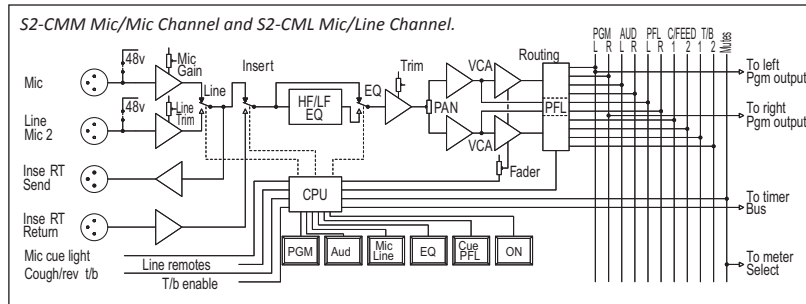 S2-CMM Mic/Mic Channel and S2-CML Mic/Line Channel.
PGM AUD PFL C/FEED T/B
L R L R L R 1 2 1 2 Mutes
48v
Mic
Gain
Mic
Line
Insert
Trim
Routing
VCA
To left
Pgm output
48v
Line
Mic 2
Line
Trim
HF/LF
EQ
EQ
PAN
PFL
To right
Pgm output
VCA
Inse RT
Send
Fader
CPU
To timer
Bus
Inse RT
Return
PGM
Aud
Mic
Line
EQ
Cue
PFL
ON
Mic cue light
Line remotes
Cough/rev t/b
T/b enable
To meter
Select